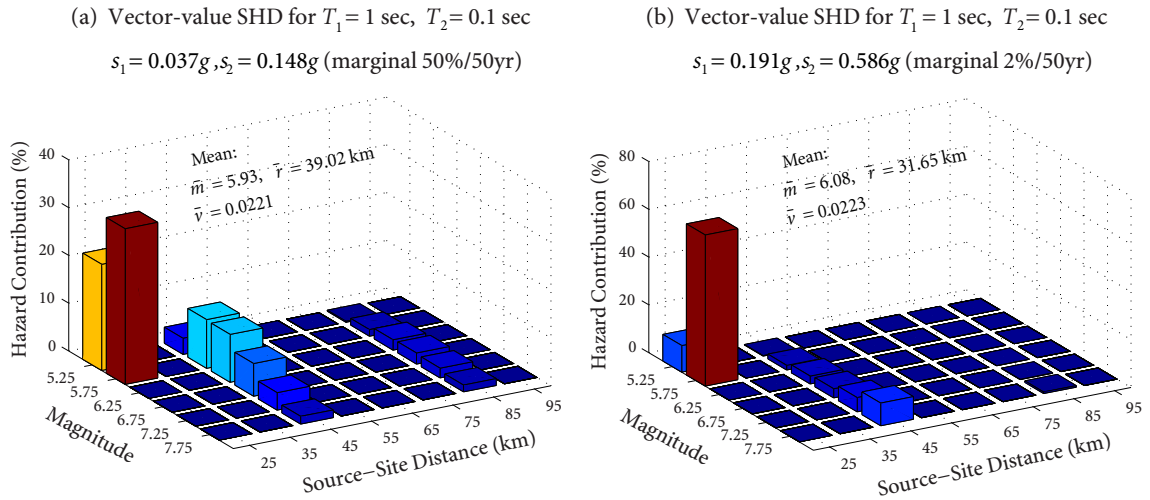 (a) Vector-value SHD for T₁ = 1 sec, T₂ = 0.1 sec
s₁ = 0.037g ,s₂ = 0.148g (marginal 50%/50yr)
Hazard Contribution (%)
40
30
20
10
0
Mean:
m̄ = 5.93, r̄ = 39.02 km
v̄ = 0.0221
5.25
5.75
6.25
6.75
7.25
7.75
Magnitude
25
35
45
55
65
75
85
95
Source−Site Distance (km)
(b) Vector-value SHD for T₁ = 1 sec, T₂ = 0.1 sec
s₁ = 0.191g ,s₂ = 0.586g (marginal 2%/50yr)
Hazard Contribution (%)
80
60
40
20
0
Mean:
m̄ = 6.08, r̄ = 31.65 km
v̄ = 0.0223
5.25
5.75
6.25
6.75
7.25
7.75
Magnitude
25
35
45
55
65
75
85
95
Source−Site Distance (km)